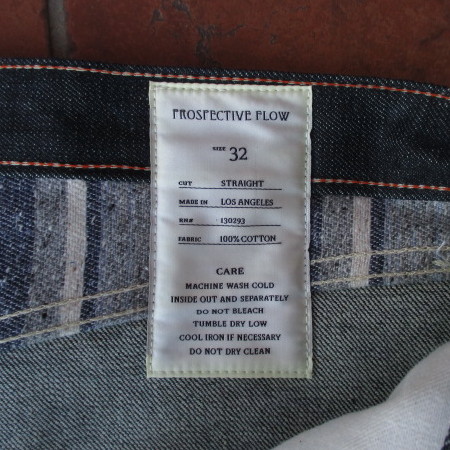 PROSPECTIVE FLOW
SIZE 32
CUT STRAIGHT
MADE IN LOS ANGELES
RN# 130293
FABRIC 100% COTTON
CARE
MACHINE WASH COLD
INSIDE OUT AND SEPARATELY
DO NOT BLEACH
TUMBLE DRY LOW
COOL IRON IF NECESSARY
DO NOT DRY CLEAN